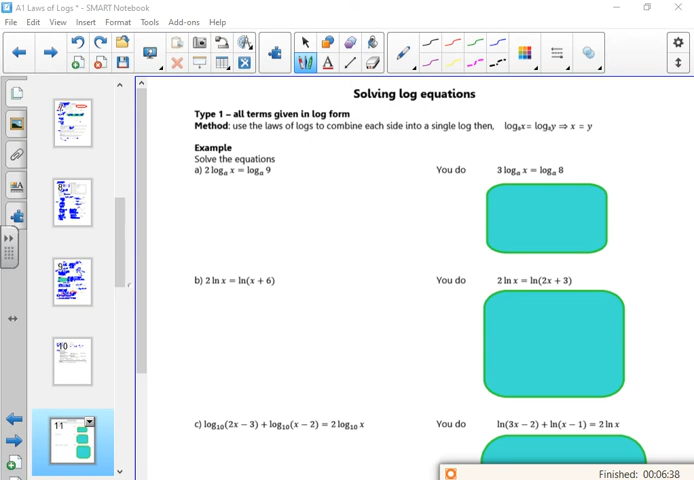 A1 Laws of Logs * - SMART Notebook
File Edit View Insert Format Tools Add-ons Help
Solving log equations
Type 1 – all terms given in log form
Method: use the laws of logs to combine each side into a single log then, logₐx = logₐy ⇒ x = y
Example
Solve the equations
a) 2 logₐ x = logₐ 9 You do 3 logₐ x = logₐ 8
b) 2 ln x = ln(x + 6) You do 2 ln x = ln(2x + 3)
c) log₁₀(2x − 3) + log₁₀(x − 2) = 2 log₁₀ x You do ln(3x − 2) + ln(x − 1) = 2 ln x
10
11
Finished: 00:06:38